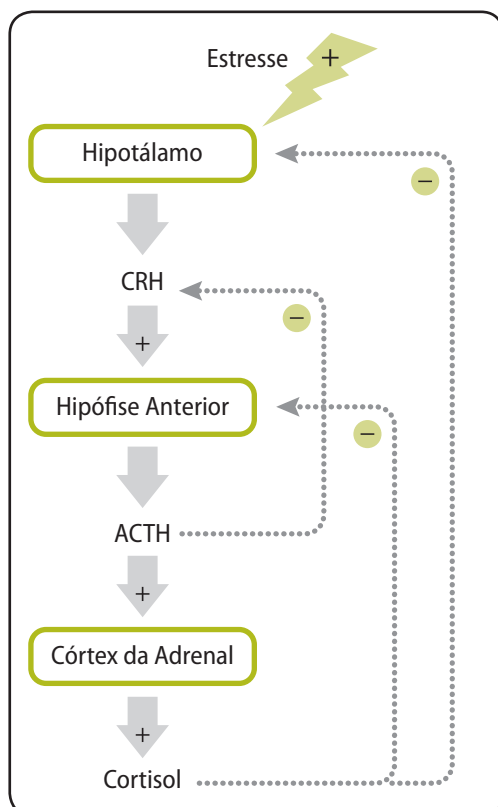 Estresse +
Hipotálamo
−
CRH
−
+
Hipófise Anterior
−
ACTH
+
Córtex da Adrenal
+
Cortisol